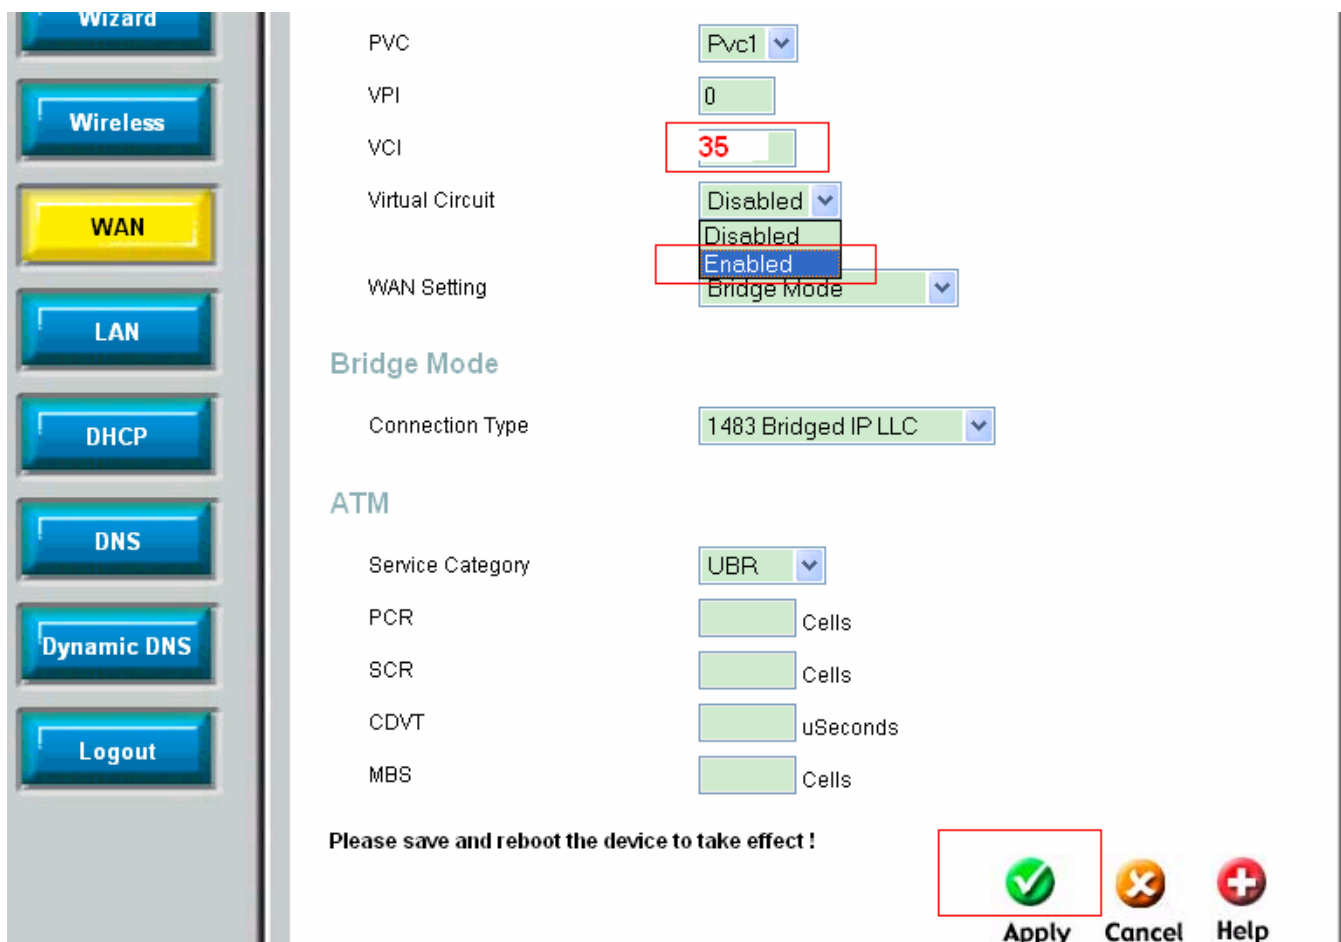 Wizard
Wireless
WAN
LAN
DHCP
DNS
Dynamic DNS
Logout
PVC Pvc1
VPI 0
VCI 35
Virtual Circuit Disabled
Disabled
Enabled
WAN Setting Bridge Mode
Bridge Mode
Connection Type 1483 Bridged IP LLC
ATM
Service Category UBR
PCR Cells
SCR Cells
CDVT uSeconds
MBS Cells
Please save and reboot the device to take effect !
Apply Cancel Help